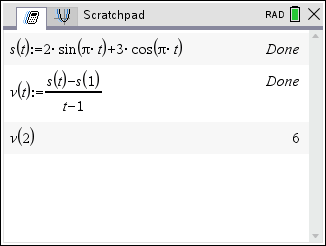 Scratchpad RAD
s(t):=2·sin(π·t)+3·cos(π·t) Done
v(t):=(s(t)−s(1))/(t−1) Done
v(2) 6